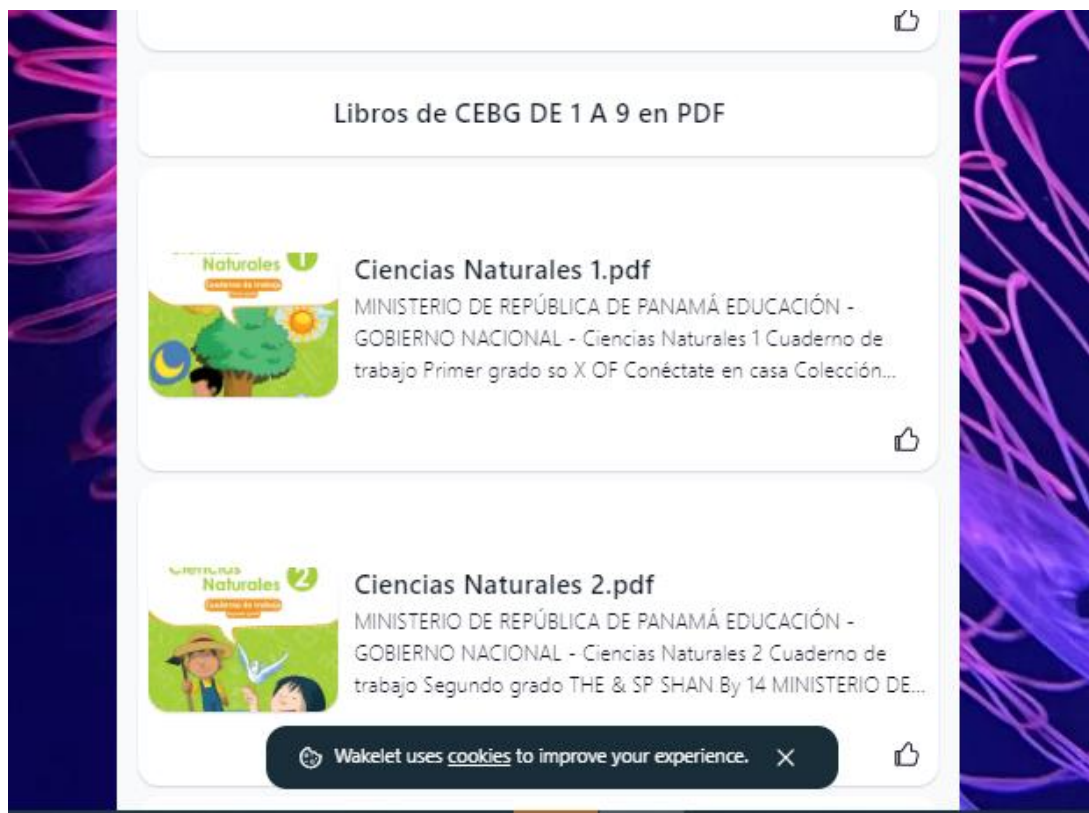 Libros de CEBG DE 1 A 9 en PDF
Naturales 1
Cuaderno de trabajo
Ciencias Naturales 1.pdf
MINISTERIO DE REPÚBLICA DE PANAMÁ EDUCACIÓN -
GOBIERNO NACIONAL - Ciencias Naturales 1 Cuaderno de
trabajo Primer grado so X OF Conéctate en casa Colección...
Ciencias
Naturales 2
Cuaderno de trabajo
Ciencias Naturales 2.pdf
MINISTERIO DE REPÚBLICA DE PANAMÁ EDUCACIÓN -
GOBIERNO NACIONAL - Ciencias Naturales 2 Cuaderno de
trabajo Segundo grado THE & SP SHAN By 14 MINISTERIO DE...
Wakelet uses cookies to improve your experience.